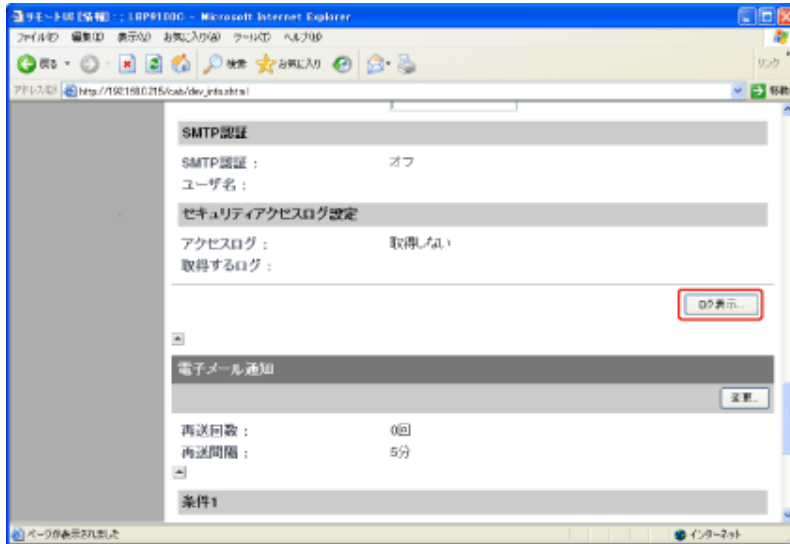 リモートUI [情報] : ; LBP9100C - Microsoft Internet Explorer
ファイル(F) 編集(E) 表示(V) お気に入り(A) ツール(T) ヘルプ(H)
戻る 検索 お気に入り リンク
アドレス(D) http://192.168.0.215/cab/dev_info.shtml 移動
SMTP認証
SMTP認証 : オフ
ユーザ名 :
セキュリティアクセスログ設定
アクセスログ : 取得しない
取得するログ :
ログ表示...
電子メール通知
変更...
再送回数 : 0回
再送間隔 : 5分
条件1
ページが表示されました インターネット